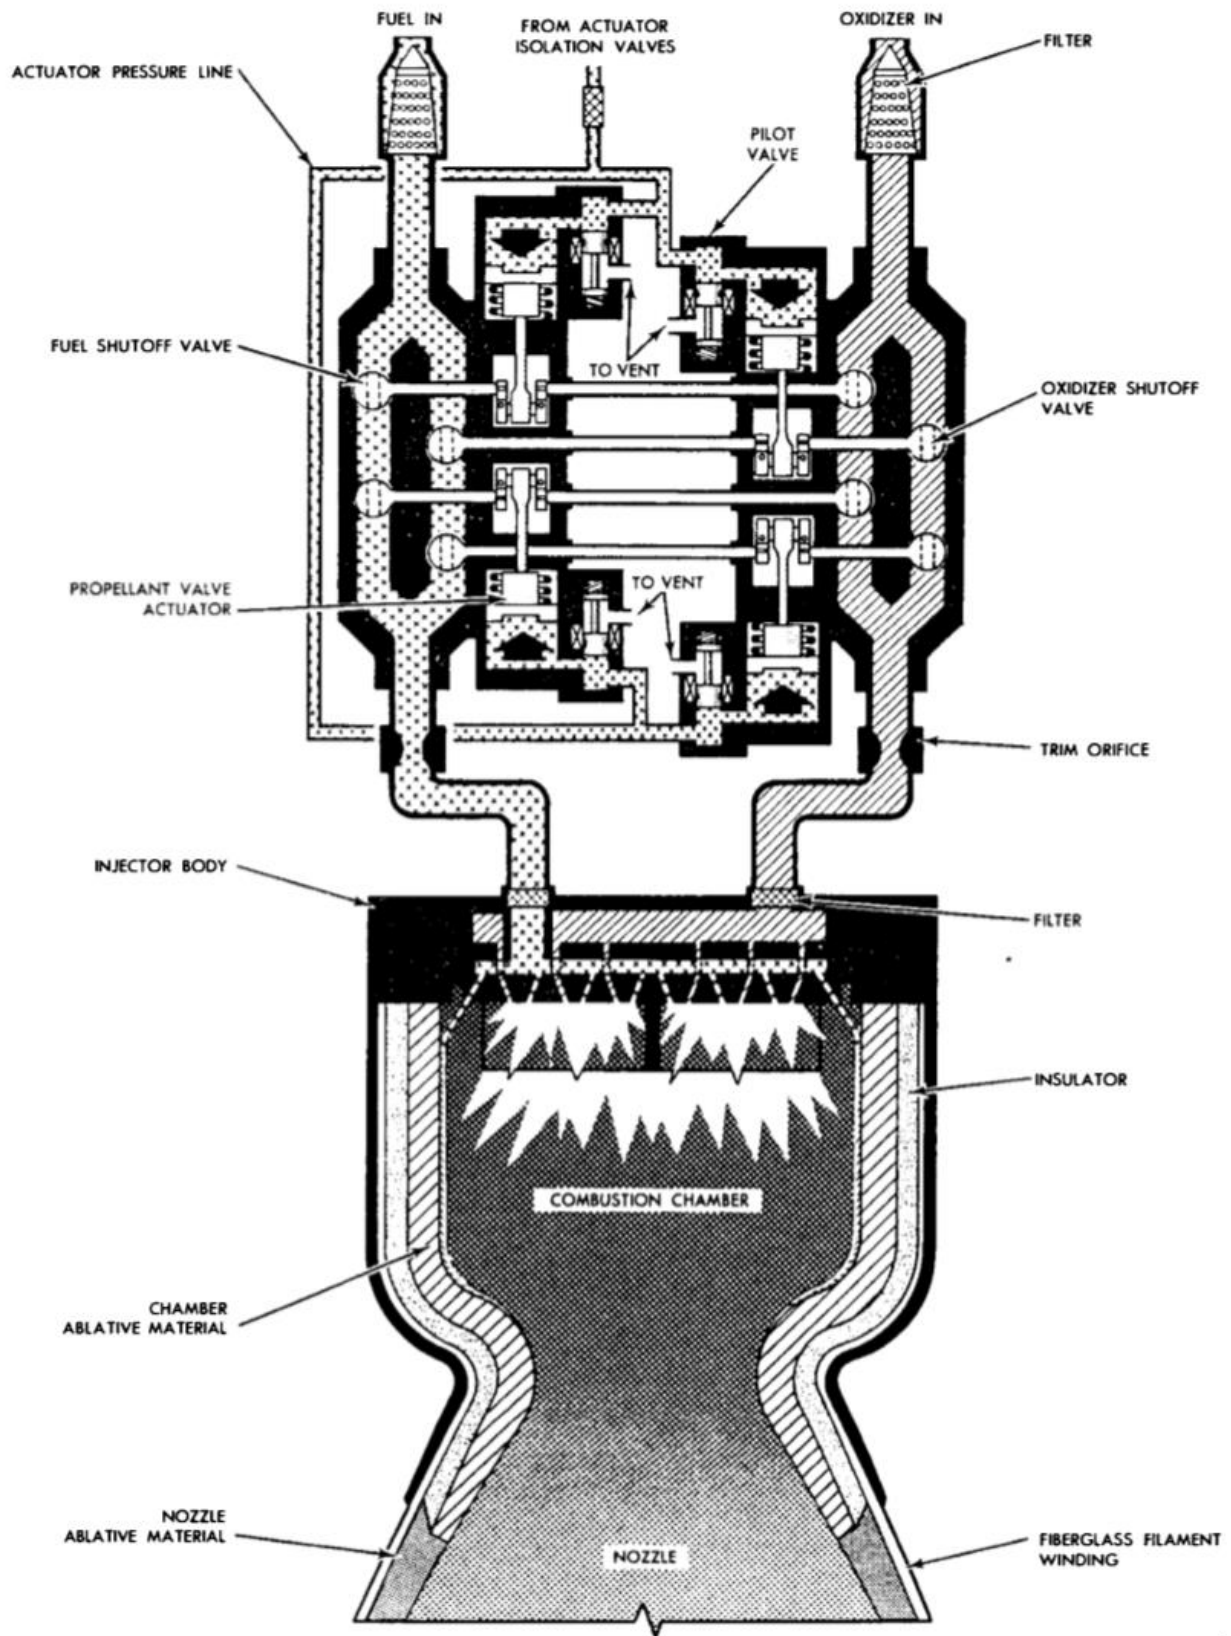 FUEL IN
FROM ACTUATOR
ISOLATION VALVES
OXIDIZER IN
FILTER
ACTUATOR PRESSURE LINE
PILOT
VALVE
FUEL SHUTOFF VALVE
TO VENT
OXIDIZER SHUTOFF
VALVE
PROPELLANT VALVE
ACTUATOR
TO VENT
TRIM ORIFICE
INJECTOR BODY
FILTER
INSULATOR
COMBUSTION CHAMBER
CHAMBER
ABLATIVE MATERIAL
NOZZLE
ABLATIVE MATERIAL
NOZZLE
FIBERGLASS FILAMENT
WINDING